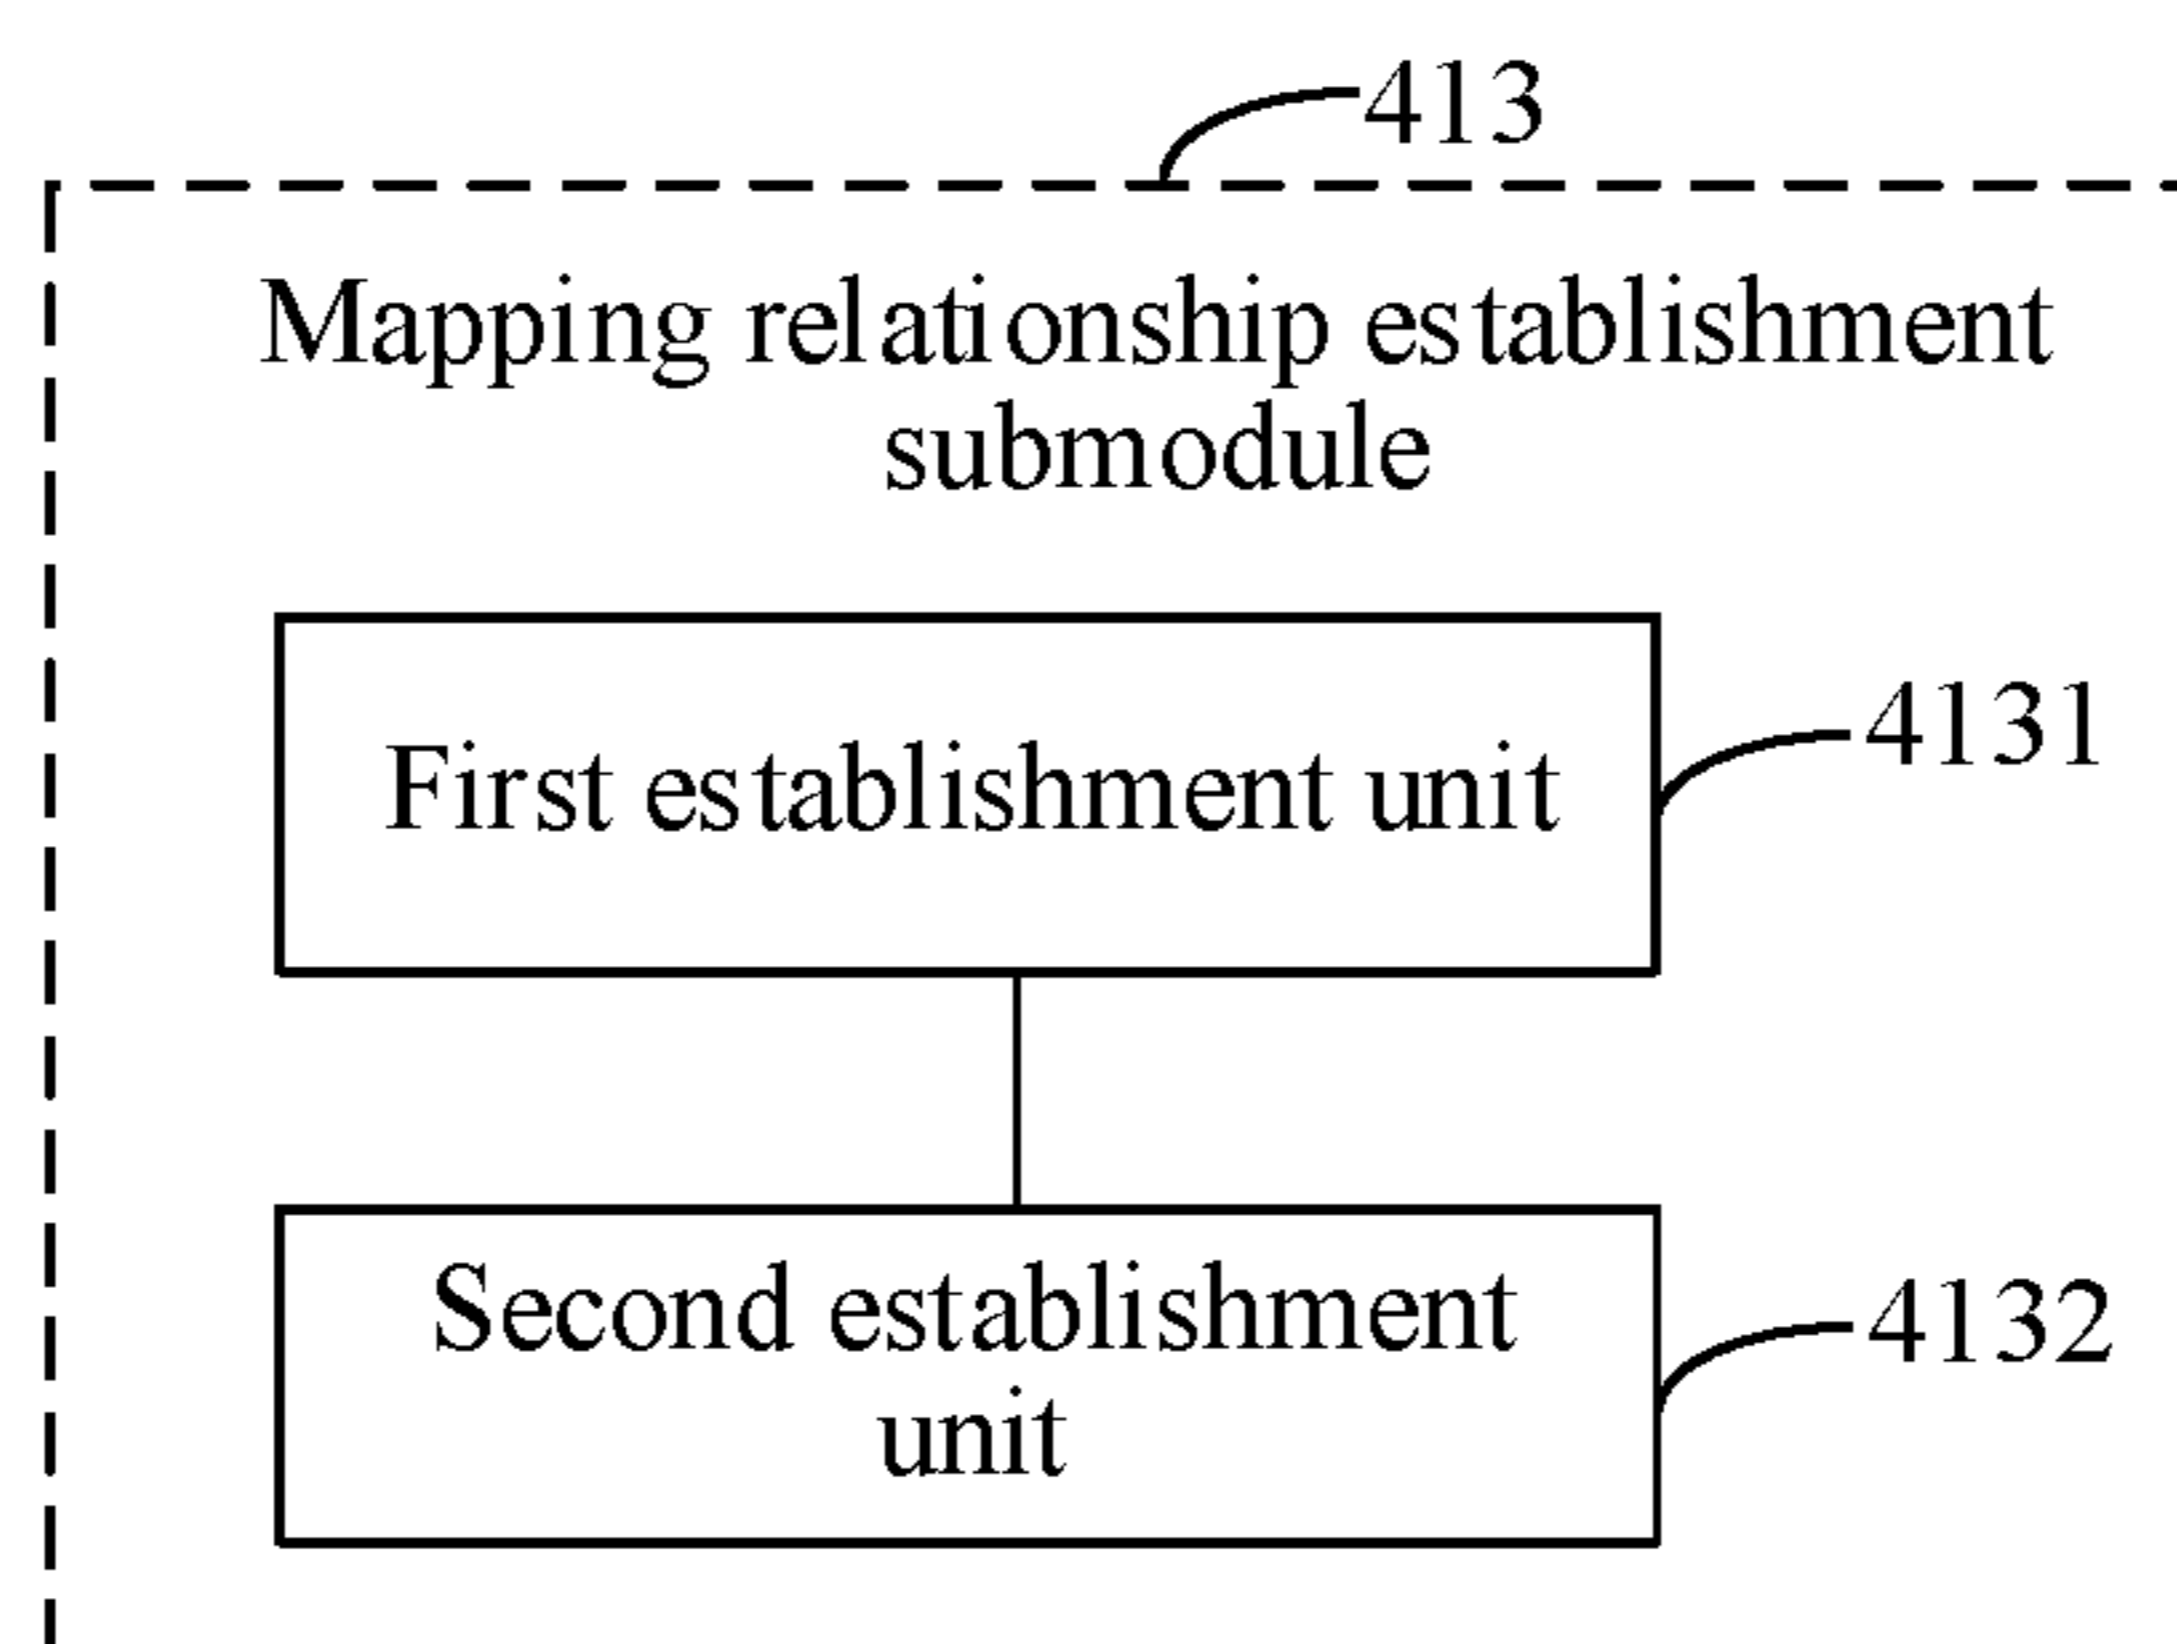 413
Mapping relationship establishment
submodule
First establishment unit
4131
Second establishment
unit
4132